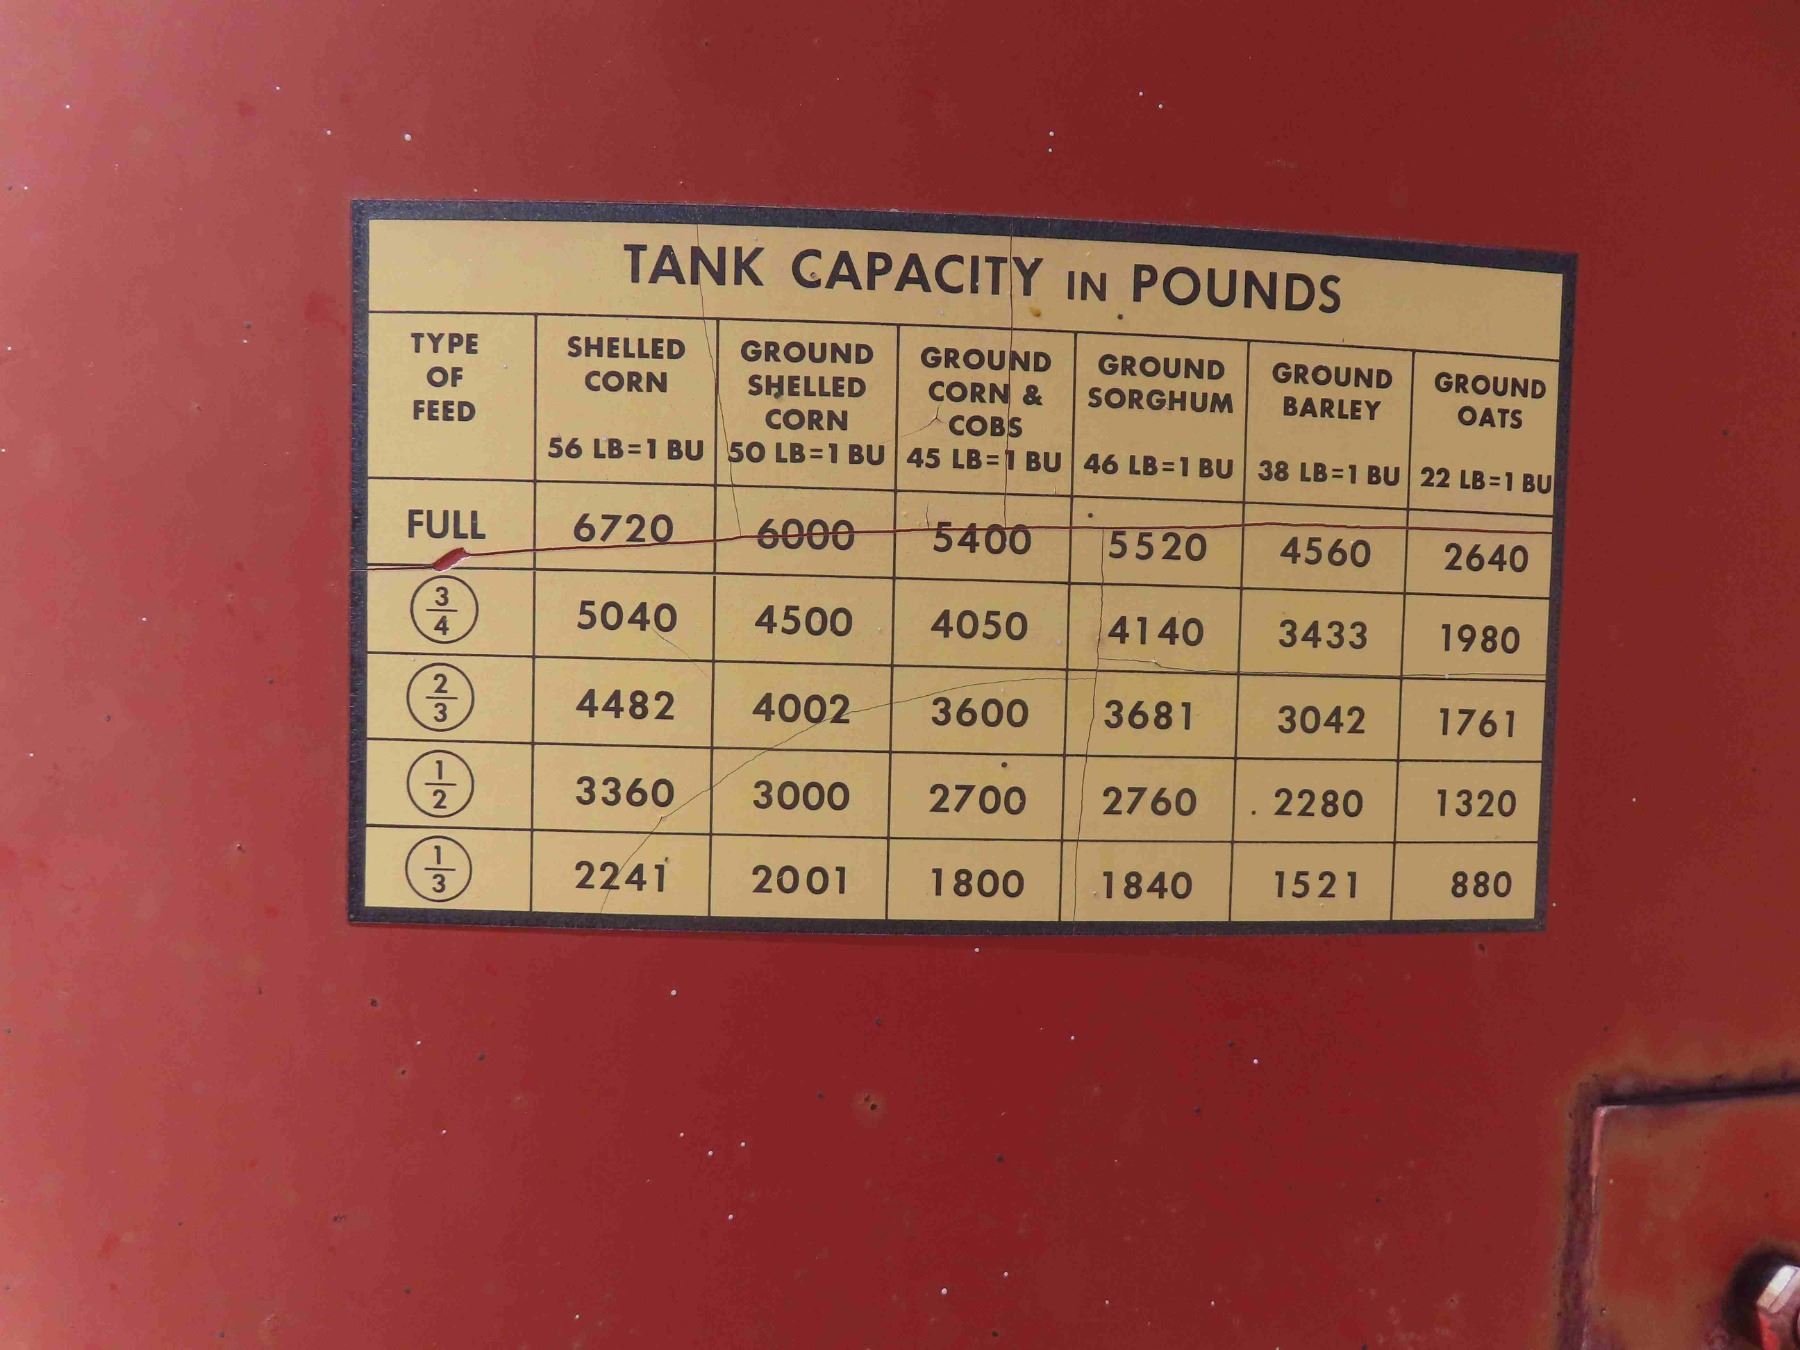 TANK CAPACITY IN POUNDS
TYPE OF FEED
SHELLED CORN 56 LB=1 BU
GROUND SHELLED CORN 50 LB=1 BU
GROUND CORN & COBS 45 LB=1 BU
GROUND SORGHUM 46 LB=1 BU
GROUND BARLEY 38 LB=1 BU
GROUND OATS 22 LB=1 BU
FULL 6720 6000 5400 5520 4560 2640
3/4 5040 4500 4050 4140 3433 1980
2/3 4482 4002 3600 3681 3042 1761
1/2 3360 3000 2700 2760 2280 1320
1/3 2241 2001 1800 1840 1521 880